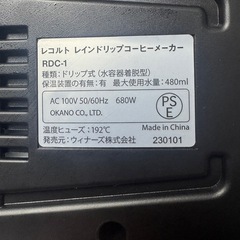 レコルト レインドリップコーヒーメーカー
RDC-1
種類：ドリップ式（水容器着脱型）
保温装置の有無：有 最大使用水量：480ml
AC 100V 50/60Hz 680W
OKANO CO., LTD.
PS
E
Made in China
温度ヒューズ：192℃
発売元：ウィナーズ株式会社
230101